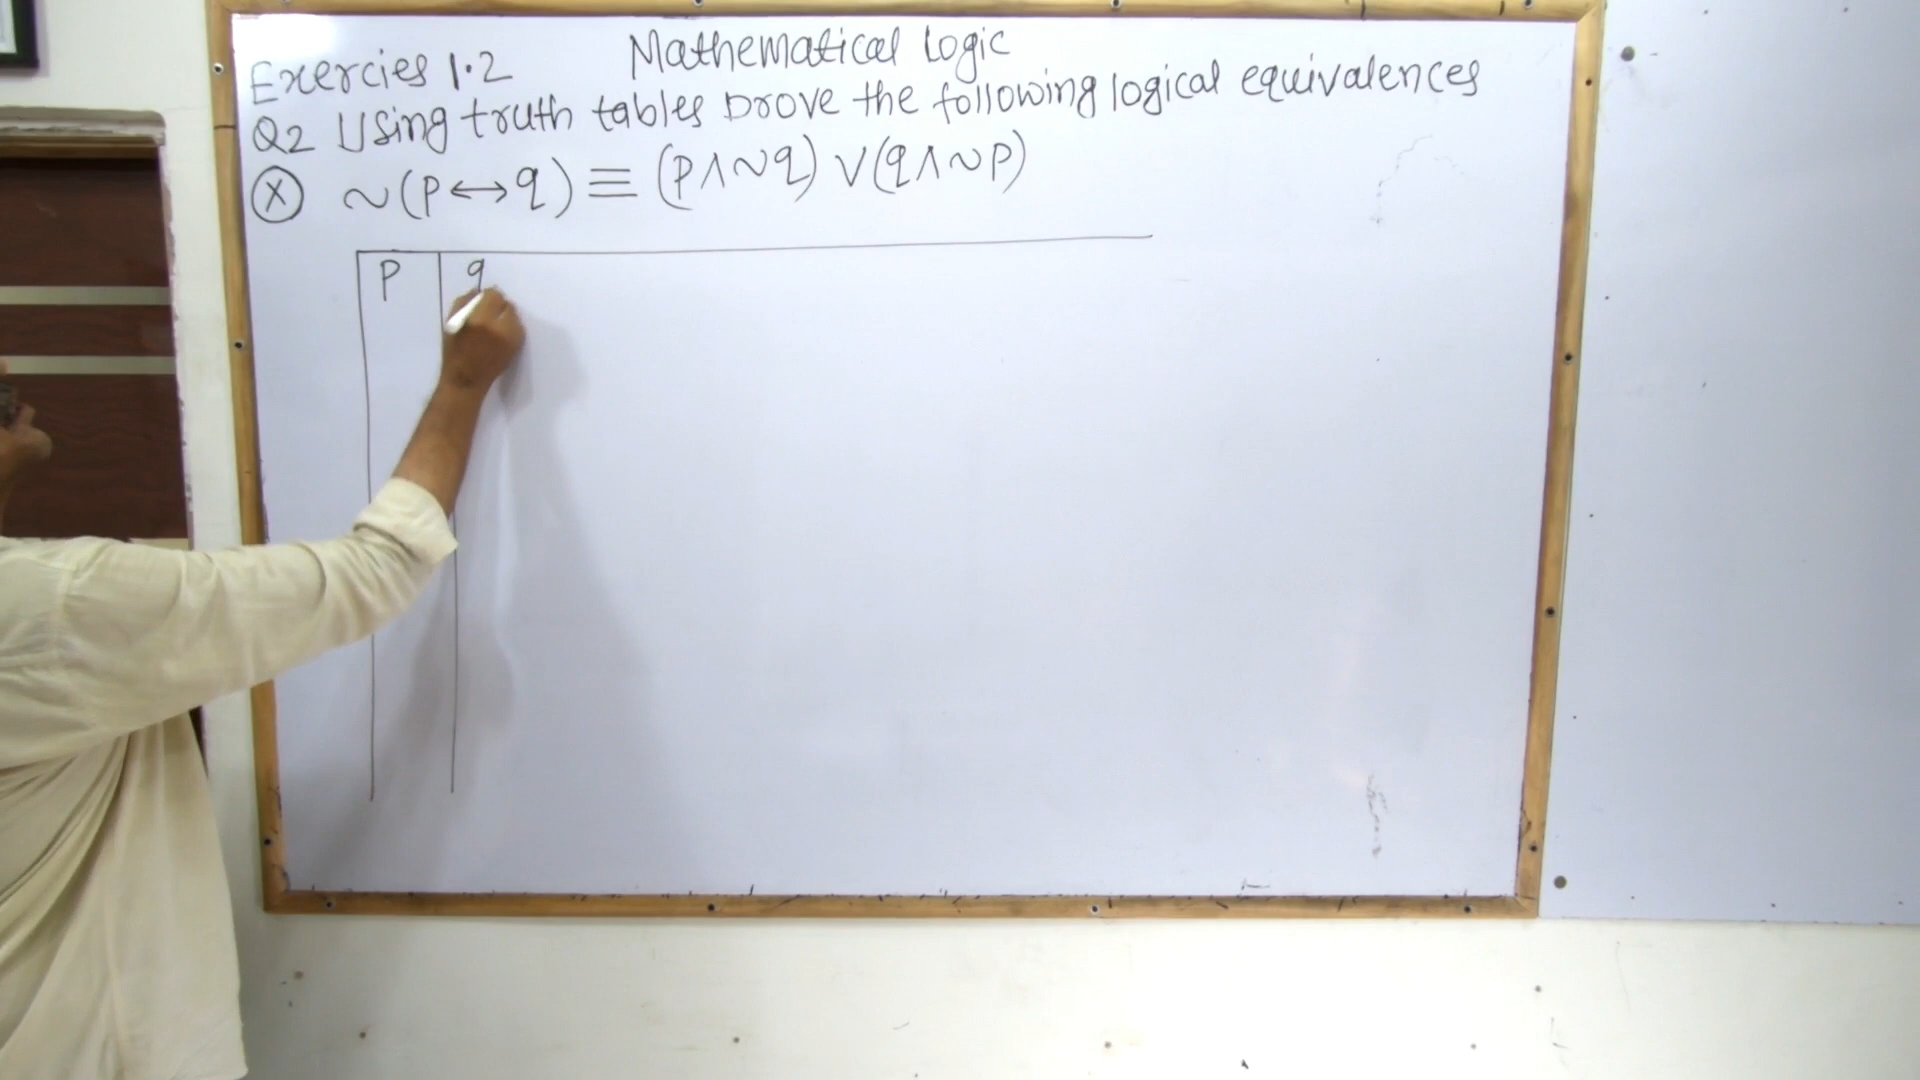 Mathematical Logic
Exercies 1.2
Q2 Using truth tables prove the following logical equivalences
(X) ~(p↔q) ≡ (p∧~q) ∨ (q∧~p)
p q